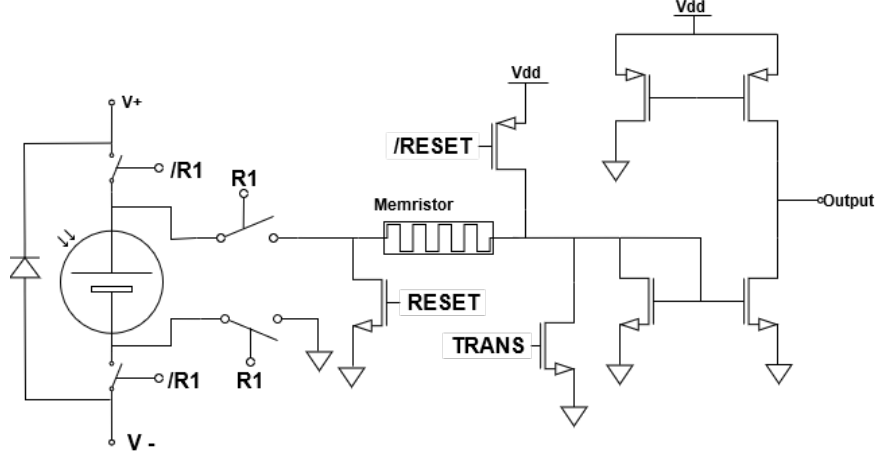 Vdd
V+
Vdd
/R1
/RESET
R1
Memristor
Output
RESET
TRANS
/R1
R1
V -